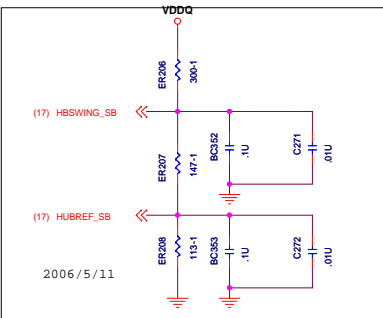 VDDQ
ER206
300-1
(17) HBSWING_SB
ER207
147-1
BC352
.1U
C271
.01U
(17) HUBREF_SB
ER208
113-1
BC353
.1U
C272
.01U
2006/5/11